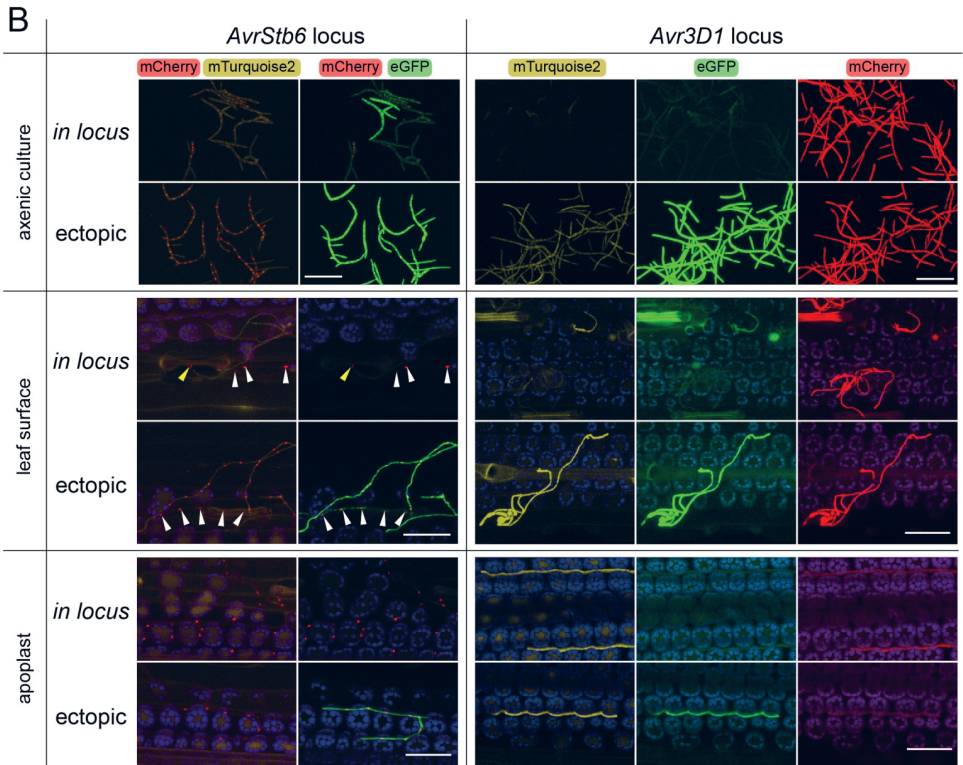 B
AvrStb6 locus
Avr3D1 locus
mCherry mTurquoise2 mCherry eGFP mTurquoise2 eGFP mCherry
axenic culture
in locus
ectopic
leaf surface
in locus
ectopic
apoplast
in locus
ectopic